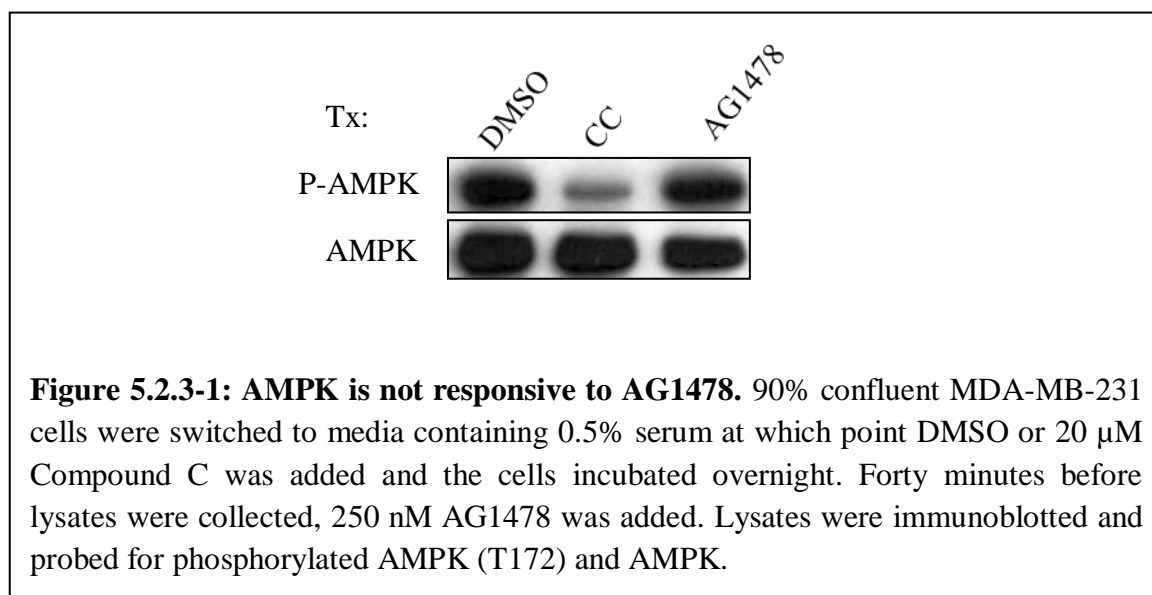 Tx:
DMSO
CC
AG1478
P-AMPK
AMPK
Figure 5.2.3-1: AMPK is not responsive to AG1478. 90% confluent MDA-MB-231
cells were switched to media containing 0.5% serum at which point DMSO or 20 µM
Compound C was added and the cells incubated overnight. Forty minutes before
lysates were collected, 250 nM AG1478 was added. Lysates were immunoblotted and
probed for phosphorylated AMPK (T172) and AMPK.